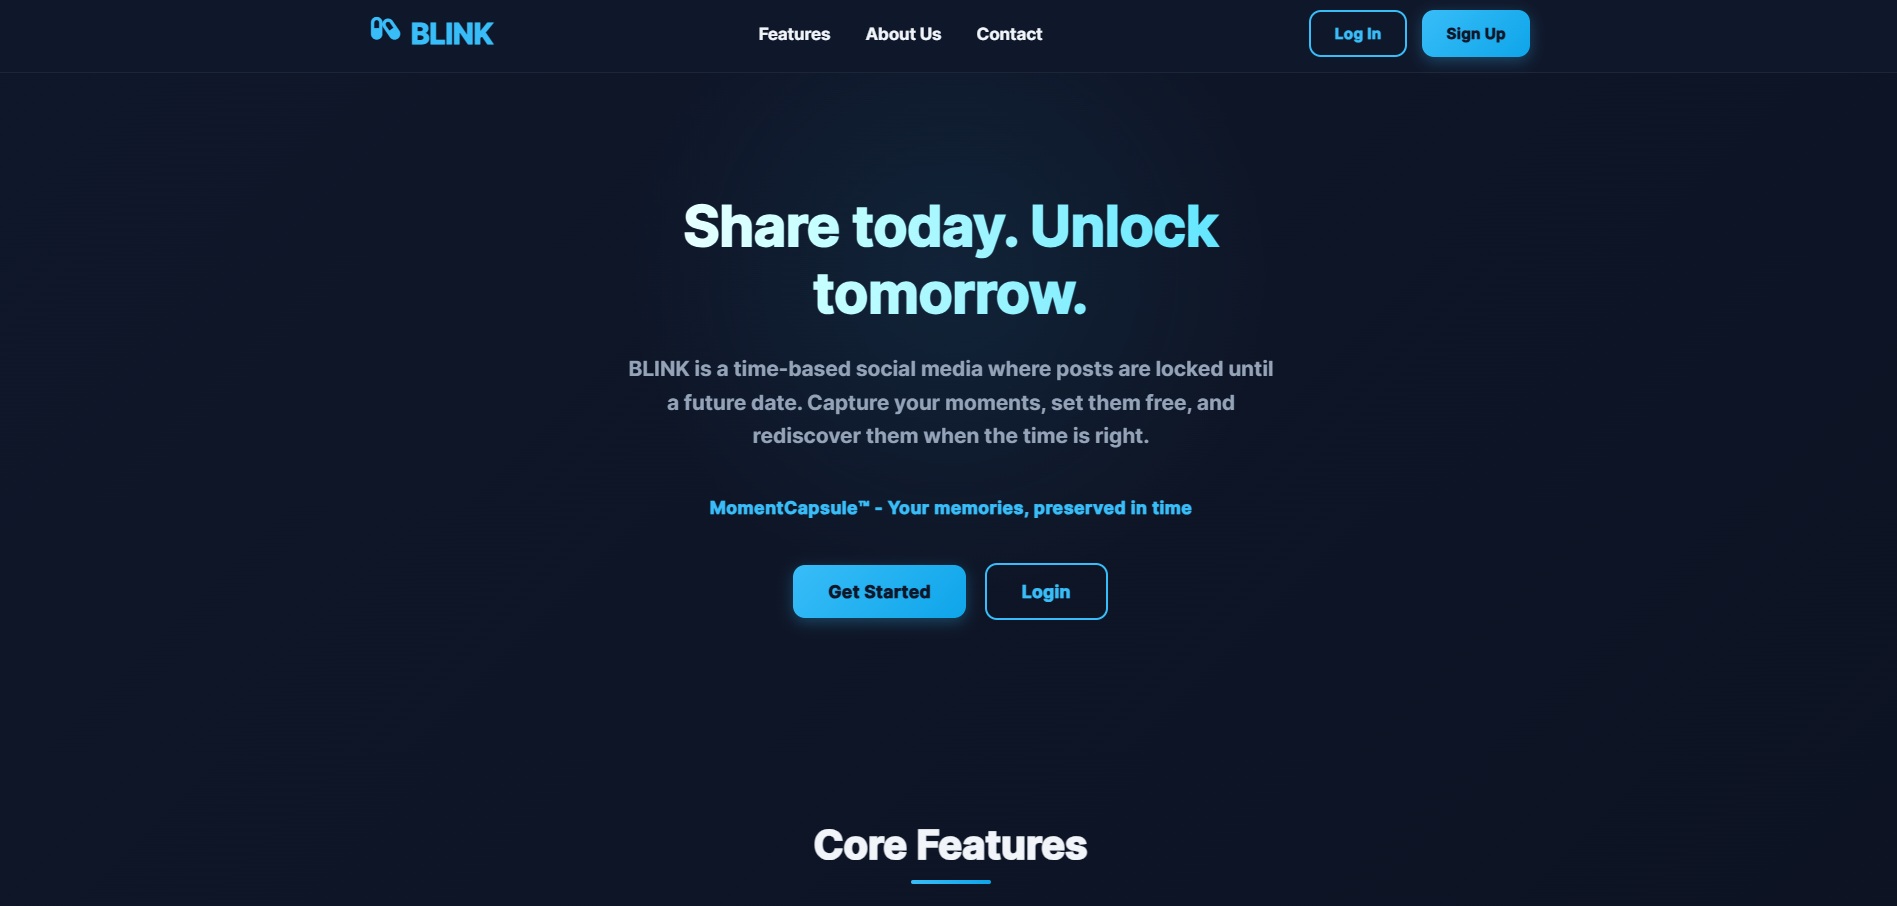 BLINK
Features
About Us
Contact
Log In
Sign Up
Share today. Unlock
tomorrow.
BLINK is a time-based social media where posts are locked until
a future date. Capture your moments, set them free, and
rediscover them when the time is right.
MomentCapsule™ - Your memories, preserved in time
Get Started
Login
Core Features